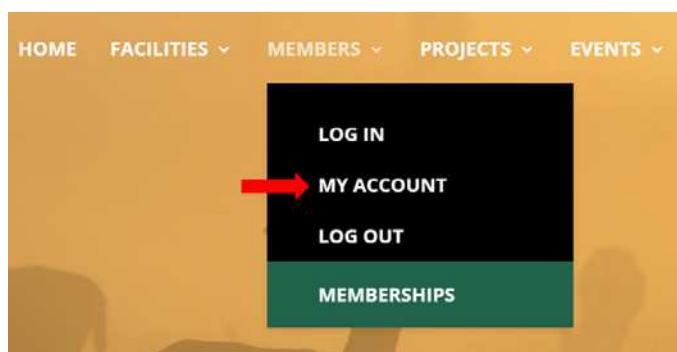 HOME FACILITIES MEMBERS PROJECTS EVENTS
LOG IN
MY ACCOUNT
LOG OUT
MEMBERSHIPS